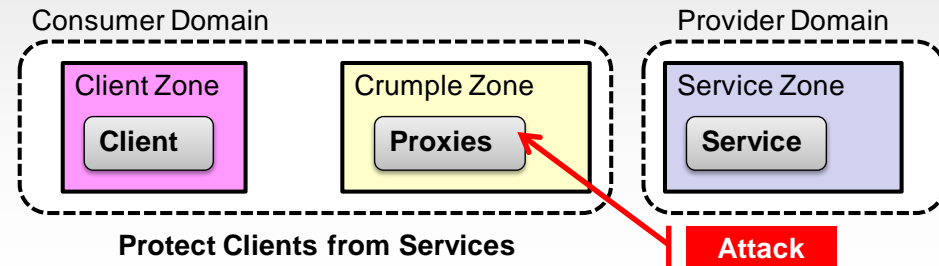 Consumer Domain
Provider Domain
Client Zone
Crumple Zone
Service Zone
Client
Proxies
Service
Protect Clients from Services
Attack